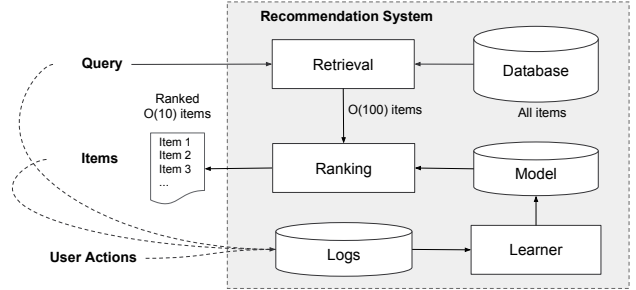 Recommendation System
Query
Retrieval
Database
All items
Ranked
O(10) items
O(100) items
Items
Item 1
Item 2
Item 3
...
Ranking
Model
User Actions
Logs
Learner